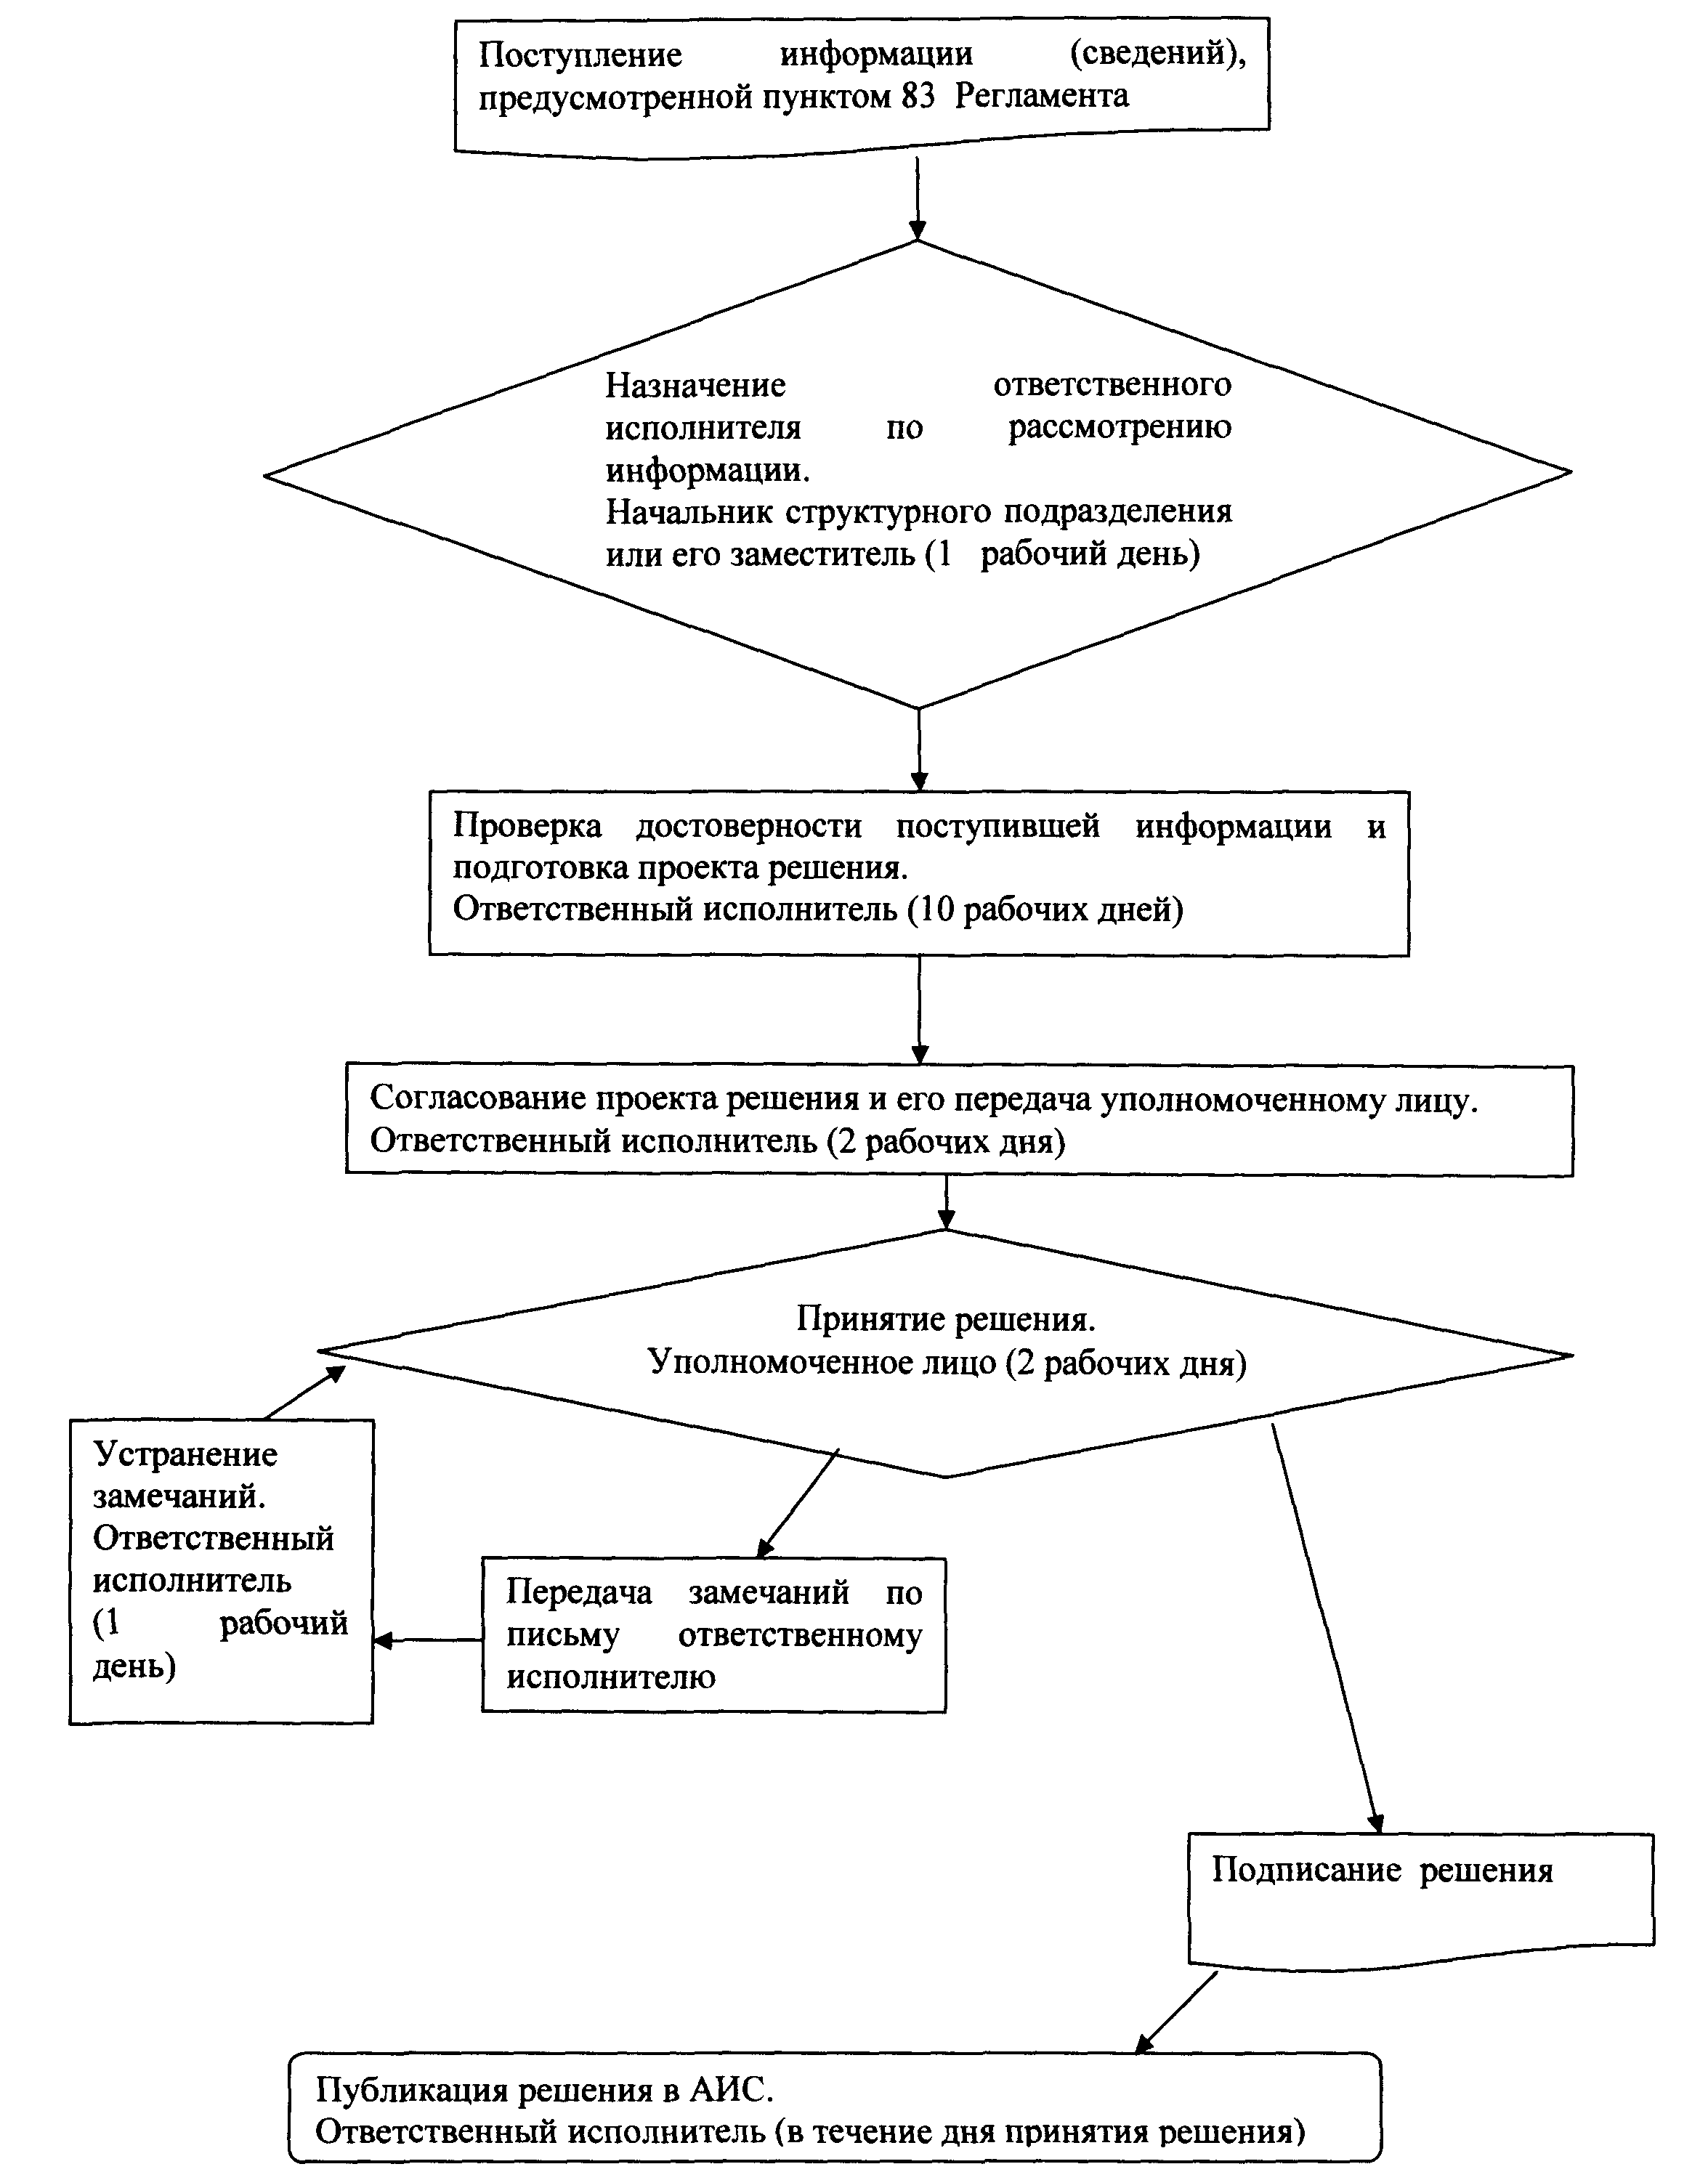 Поступление информации (сведений),
предусмотренной пунктом 83 Регламента
Назначение ответственного
исполнителя по рассмотрению
информации.
Начальник структурного подразделения
или его заместитель (1 рабочий день)
Проверка достоверности поступившей информации и
подготовка проекта решения.
Ответственный исполнитель (10 рабочих дней)
Согласование проекта решения и его передача уполномоченному лицу.
Ответственный исполнитель (2 рабочих дня)
Принятие решения.
Уполномоченное лицо (2 рабочих дня)
Устранение
замечаний.
Ответственный
исполнитель
(1 рабочий
день)
Передача замечаний по
письму ответственному
исполнителю
Подписание решения
Публикация решения в АИС.
Ответственный исполнитель (в течение дня принятия решения)